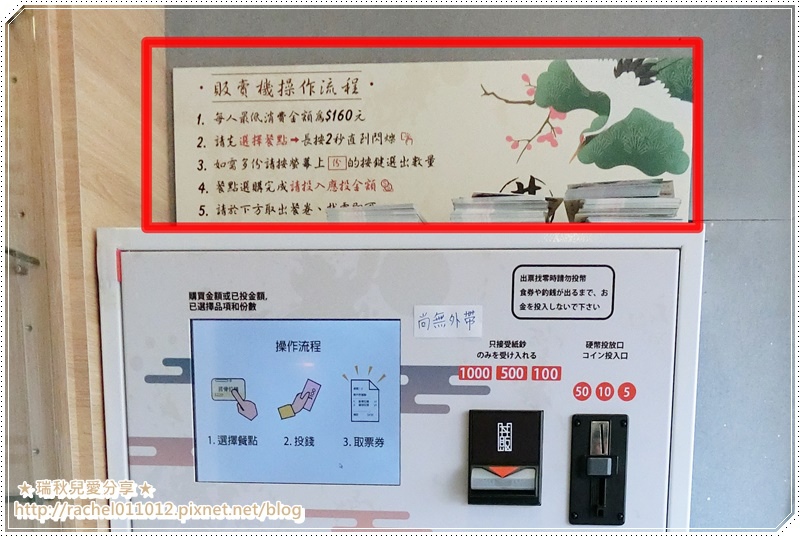 · 販賣機操作流程 ·
1. 每人最低消費金額為$160元
2. 請先選擇餐點➡長按2秒直到閃爍
3. 如需多份請按螢幕上 份 的按鍵選出數量
4. 餐點選購完成請投入應投金額
5. 請於下方取出餐卷、找零即可
出票找零時請勿投幣
食券や釣銭が出るまで、お
金を投入しないで下さい
購買金額或已投金額,
已選擇品項和份數
尚無外帶
操作流程
1. 選擇餐點
2. 投錢
3. 取票券
只接受紙鈔
のみを受け入れる
1000 500 100
硬幣投放口
コイン投入口
50 10 5
★ 瑞秋兒愛分享 ★
http://rachel011012.pixnet.net/blog